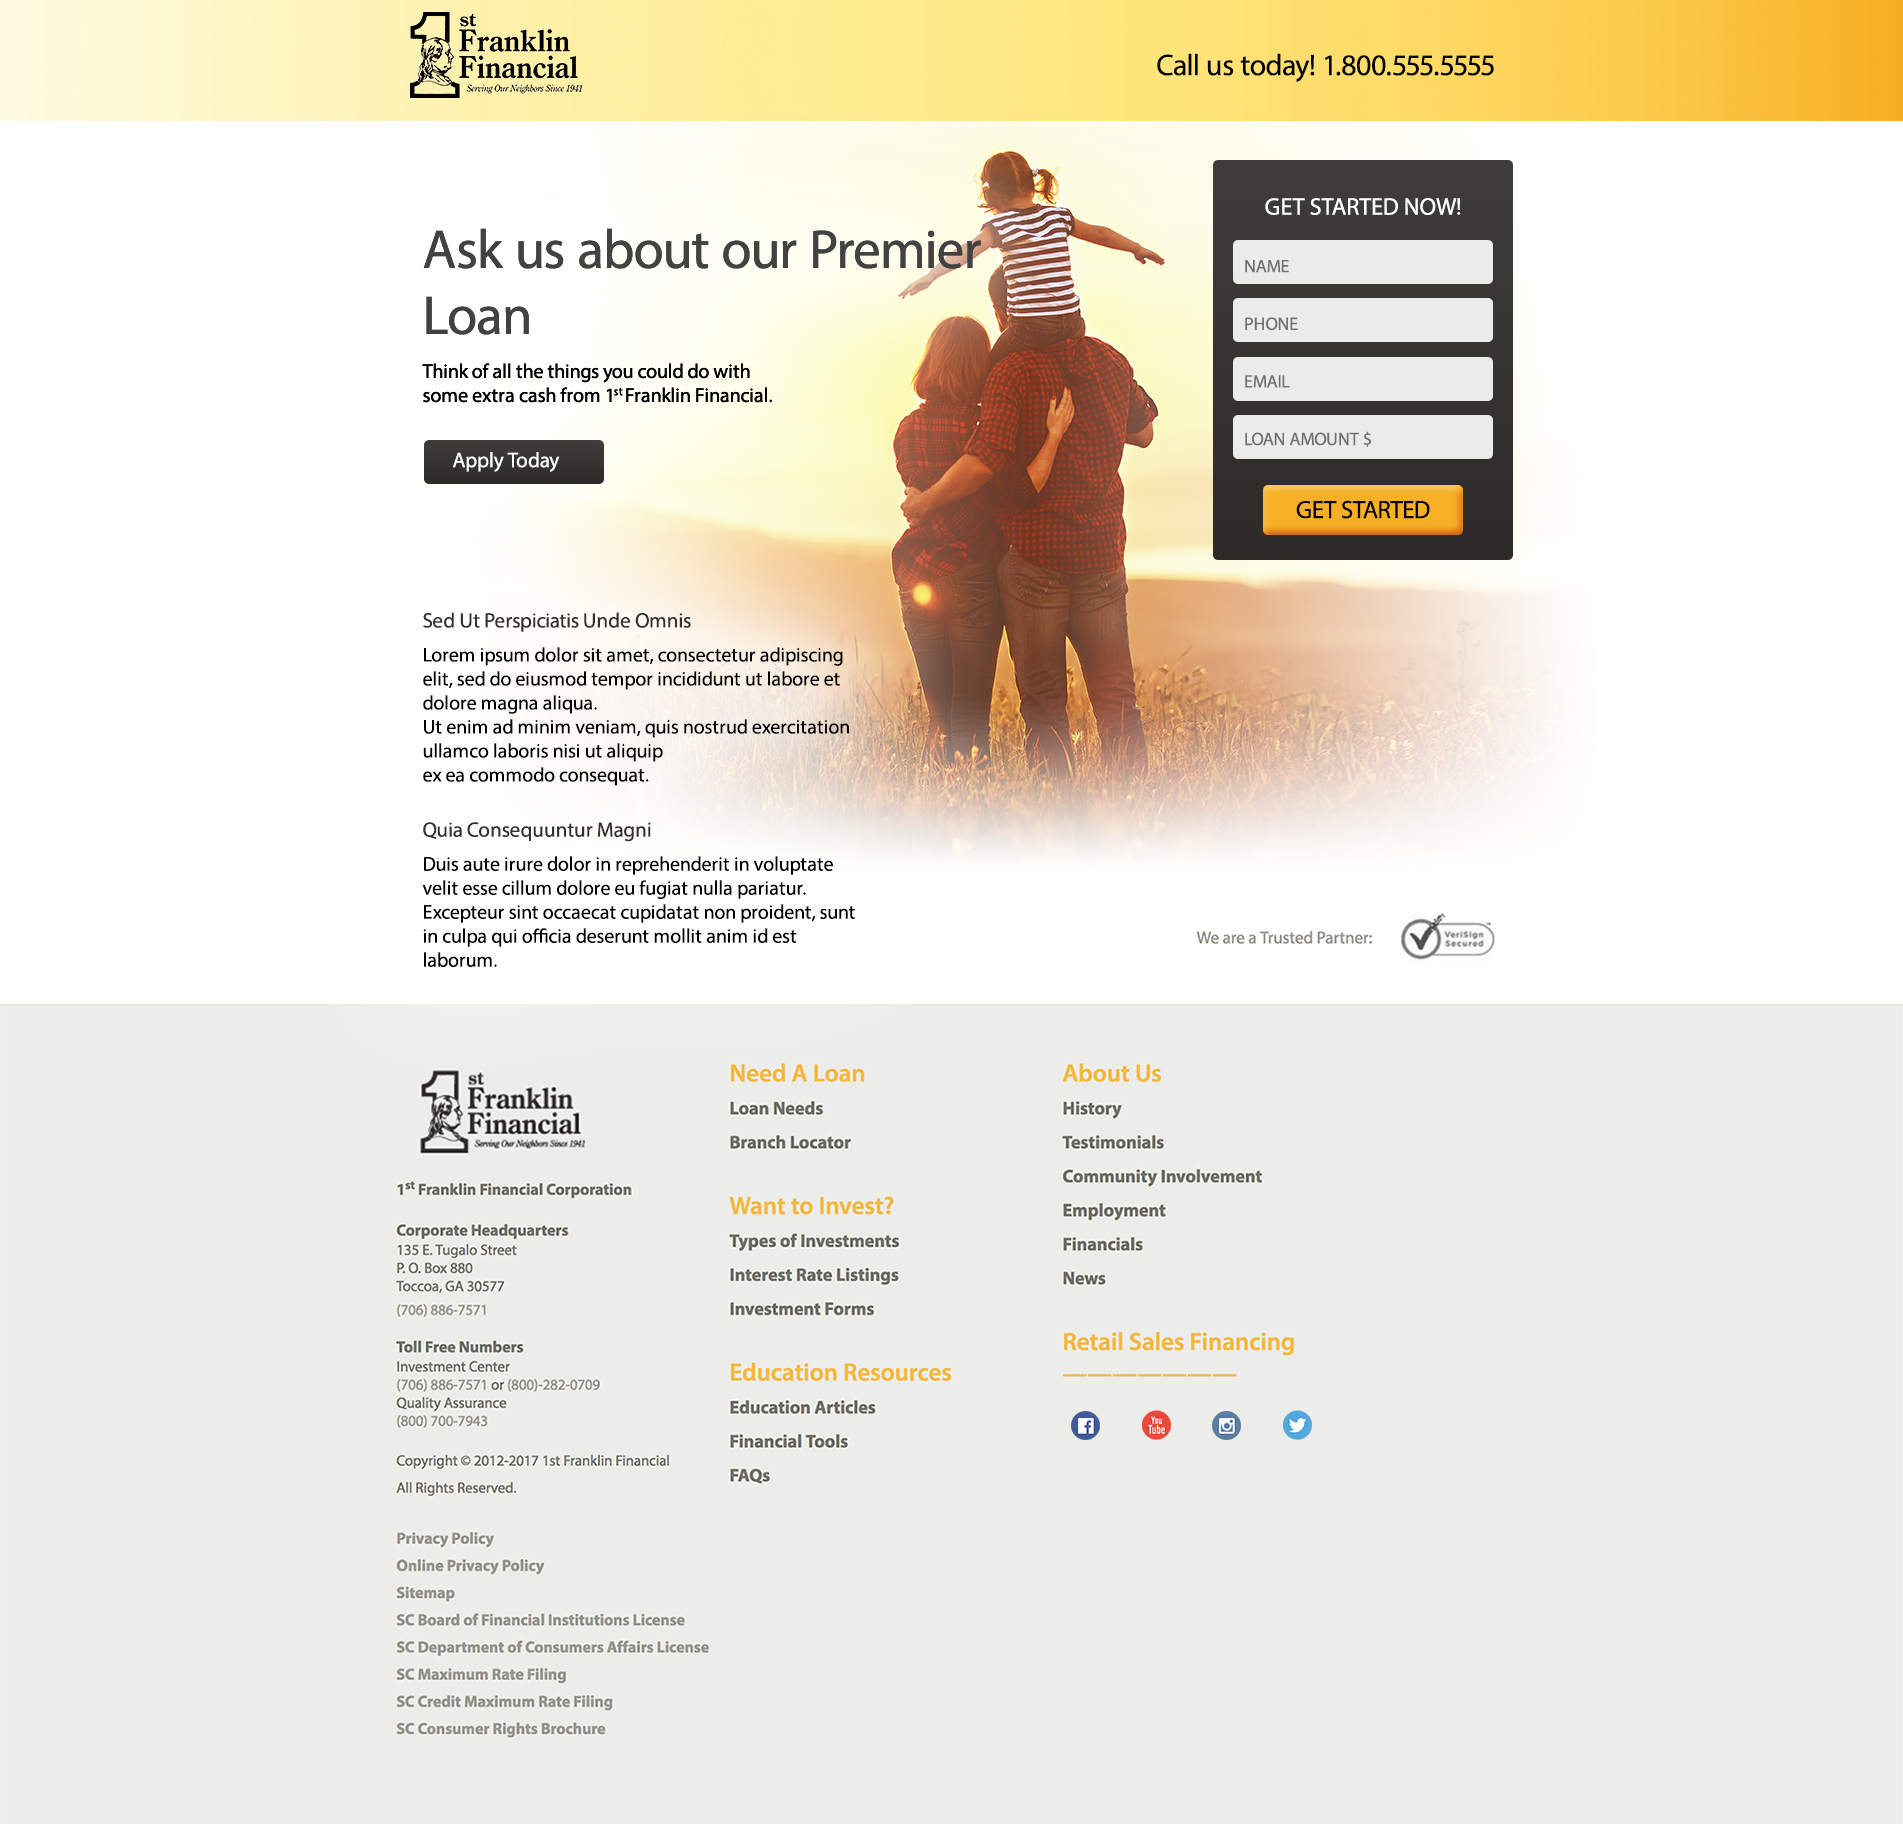 1st
Franklin
Financial
Serving Our Neighbors Since 1941
Call us today! 1.800.555.5555
Ask us about our Premier
Loan
Think of all the things you could do with
some extra cash from 1st Franklin Financial.
Apply Today
GET STARTED NOW!
NAME
PHONE
EMAIL
LOAN AMOUNT $
GET STARTED
Sed Ut Perspiciatis Unde Omnis
Lorem ipsum dolor sit amet, consectetur adipiscing
elit, sed do eiusmod tempor incididunt ut labore et
dolore magna aliqua.
Ut enim ad minim veniam, quis nostrud exercitation
ullamco laboris nisi ut aliquip
ex ea commodo consequat.
Quia Consequuntur Magni
Duis aute irure dolor in reprehenderit in voluptate
velit esse cillum dolore eu fugiat nulla pariatur.
Excepteur sint occaecat cupidatat non proident, sunt
in culpa qui officia deserunt mollit anim id est
laborum.
We are a Trusted Partner:
VeriSign
Secured
1st
Franklin
Financial
Serving Our Neighbors Since 1941
1st Franklin Financial Corporation
Corporate Headquarters
135 E. Tugalo Street
P. O. Box 880
Toccoa, GA 30577
(706) 886-7571
Toll Free Numbers
Investment Center
(706) 886-7571 or (800)-282-0709
Quality Assurance
(800) 700-7943
Copyright © 2012-2017 1st Franklin Financial
All Rights Reserved.
Privacy Policy
Online Privacy Policy
Sitemap
SC Board of Financial Institutions License
SC Department of Consumers Affairs License
SC Maximum Rate Filing
SC Credit Maximum Rate Filing
SC Consumer Rights Brochure
Need A Loan
Loan Needs
Branch Locator
Want to Invest?
Types of Investments
Interest Rate Listings
Investment Forms
Education Resources
Education Articles
Financial Tools
FAQs
About Us
History
Testimonials
Community Involvement
Employment
Financials
News
Retail Sales Financing
You
Tube